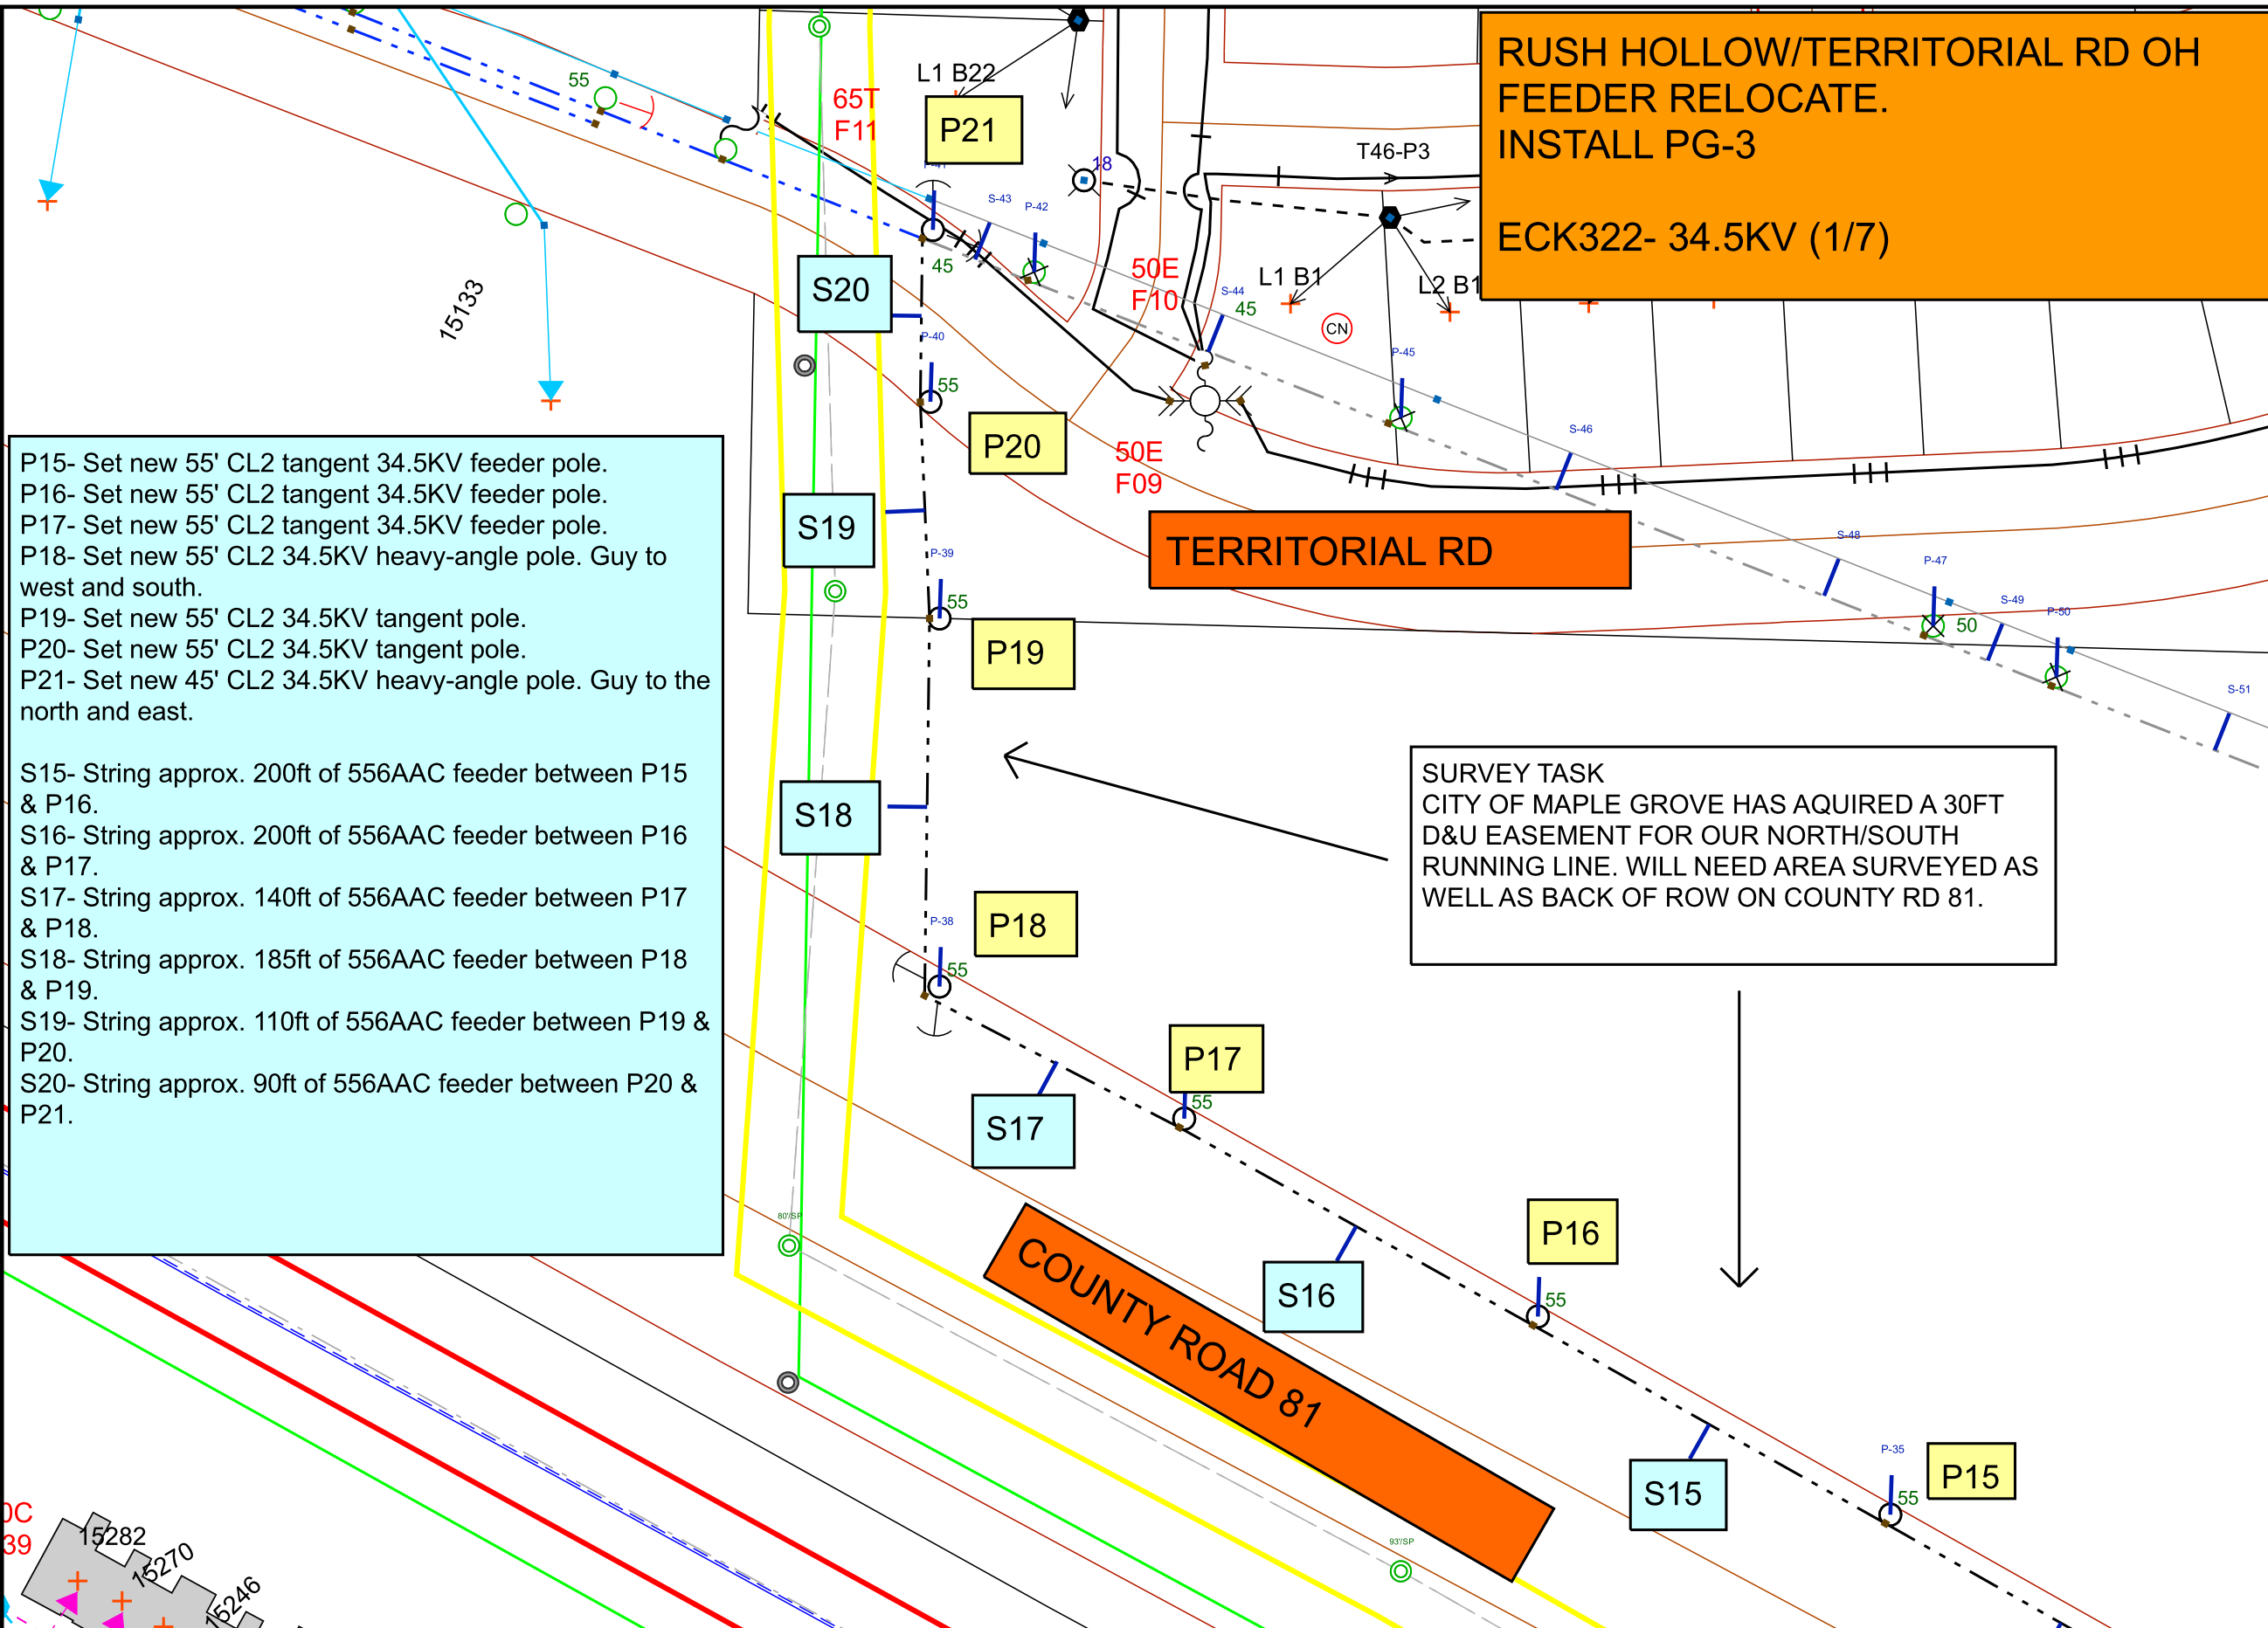 RUSH HOLLOW/TERRITORIAL RD OH
FEEDER RELOCATE.
INSTALL PG-3
ECK322- 34.5KV (1/7)
55
L1 B22
65T
F11
P21
18
T46-P3
S-43
P-42
45
S20
50E
F10
L1 B1
L2 B1
S-44
45
CN
15133
P-40
P-45
55
P20
50E
F09
S-46
S19
TERRITORIAL RD
P-39
S-48
P-47
55
S-49
P-50
50
P19
S-51
P15- Set new 55' CL2 tangent 34.5KV feeder pole.
P16- Set new 55' CL2 tangent 34.5KV feeder pole.
P17- Set new 55' CL2 tangent 34.5KV feeder pole.
P18- Set new 55' CL2 34.5KV heavy-angle pole. Guy to
west and south.
P19- Set new 55' CL2 34.5KV tangent pole.
P20- Set new 55' CL2 34.5KV tangent pole.
P21- Set new 45' CL2 34.5KV heavy-angle pole. Guy to the
north and east.
S15- String approx. 200ft of 556AAC feeder between P15
& P16.
S16- String approx. 200ft of 556AAC feeder between P16
& P17.
S17- String approx. 140ft of 556AAC feeder between P17
& P18.
S18- String approx. 185ft of 556AAC feeder between P18
& P19.
S19- String approx. 110ft of 556AAC feeder between P19 &
P20.
S20- String approx. 90ft of 556AAC feeder between P20 &
P21.
S18
SURVEY TASK
CITY OF MAPLE GROVE HAS AQUIRED A 30FT
D&U EASEMENT FOR OUR NORTH/SOUTH
RUNNING LINE. WILL NEED AREA SURVEYED AS
WELL AS BACK OF ROW ON COUNTY RD 81.
P-38
P18
55
P17
55
S17
80'/SP
P16
COUNTY ROAD 81
S16
55
P-35
P15
S15
55
93'/SP
0C
39
15282
15270
15246